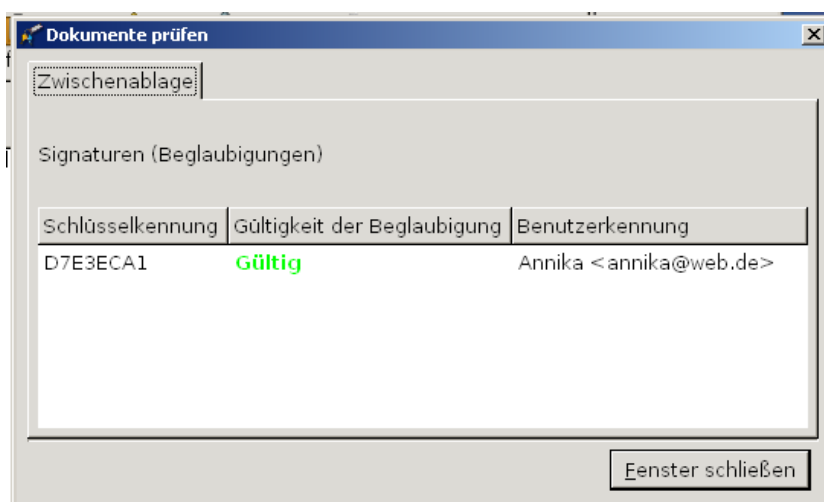 Dokumente prüfen
Zwischenablage
Signaturen (Beglaubigungen)
Schlüsselkennung Gültigkeit der Beglaubigung Benutzerkennung
D7E3ECA1 Gültig Annika <annika@web.de>
Fenster schließen